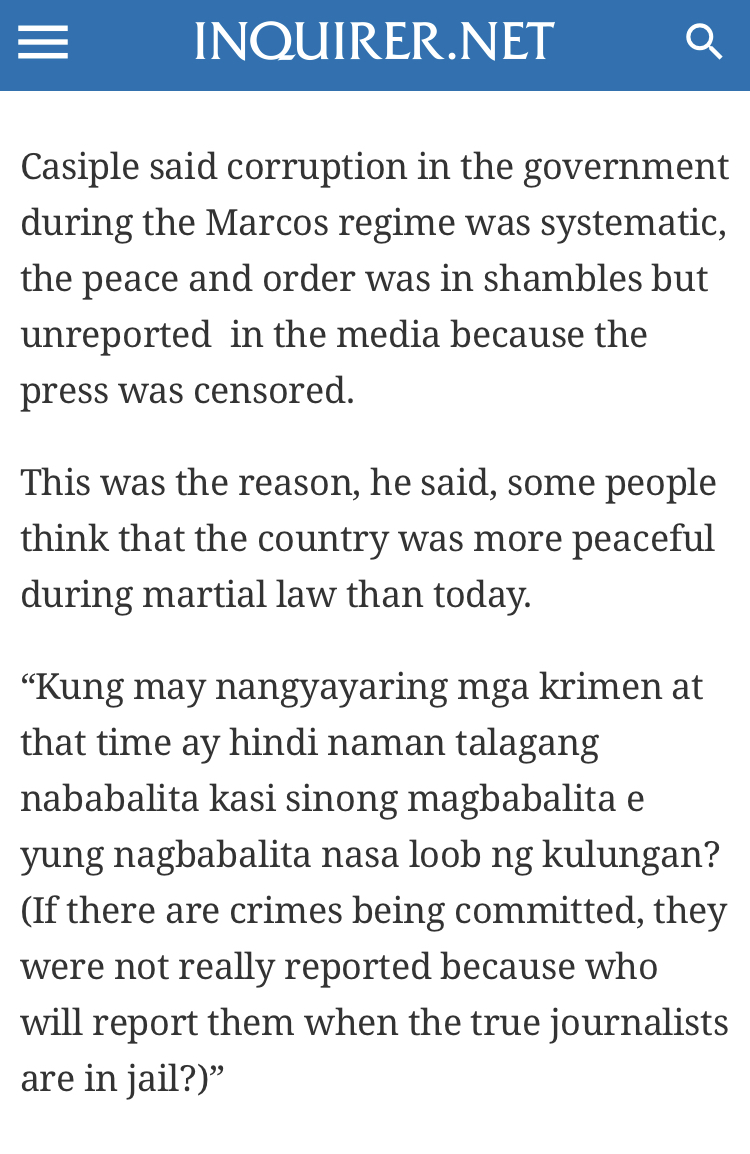 INQUIRER.NET
Casiple said corruption in the government
during the Marcos regime was systematic,
the peace and order was in shambles but
unreported  in the media because the
press was censored.
This was the reason, he said, some people
think that the country was more peaceful
during martial law than today.
“Kung may nangyayaring mga krimen at
that time ay hindi naman talagang
nababalita kasi sinong magbabalita e
yung nagbabalita nasa loob ng kulungan?
(If there are crimes being committed, they
were not really reported because who
will report them when the true journalists
are in jail?)”